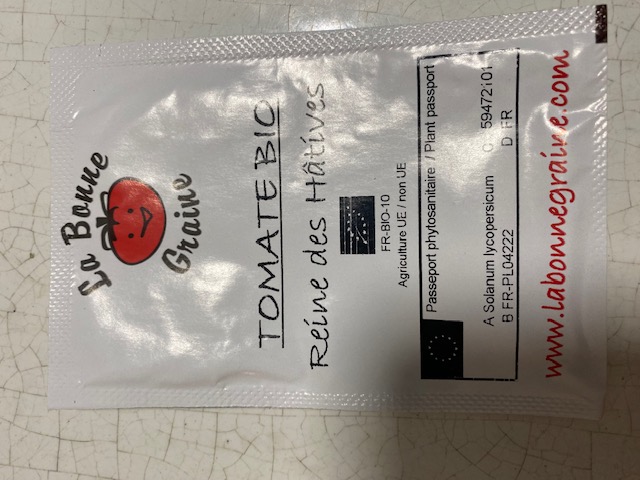 La Bonne
Graine
TOMATE BIO
Reine des Hâtives
FR-BIO-10
Agriculture UE / non UE
Passeport phytosanitaire / Plant passport
A Solanum lycopersicum C 59472101
B FR-PL04222 D FR
www.labonnegraine.com